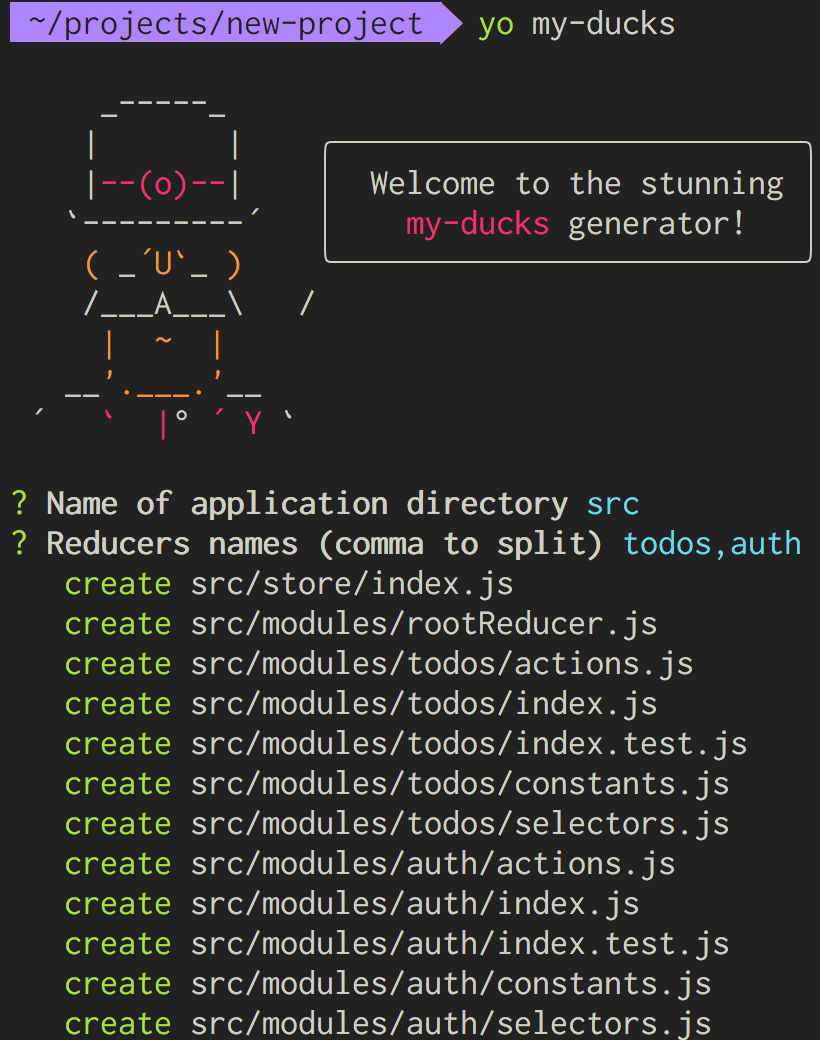 ~/projects/new-project yo my-ducks
_-----_
|       |
|--(o)--|
`---------´
( _´U`_ )
/___A___\   /
|  ~  |
__'.___.'__
´   `  |° ´ Y `
Welcome to the stunning
my-ducks generator!
? Name of application directory src
? Reducers names (comma to split) todos,auth
create src/store/index.js
create src/modules/rootReducer.js
create src/modules/todos/actions.js
create src/modules/todos/index.js
create src/modules/todos/index.test.js
create src/modules/todos/constants.js
create src/modules/todos/selectors.js
create src/modules/auth/actions.js
create src/modules/auth/index.js
create src/modules/auth/index.test.js
create src/modules/auth/constants.js
create src/modules/auth/selectors.js